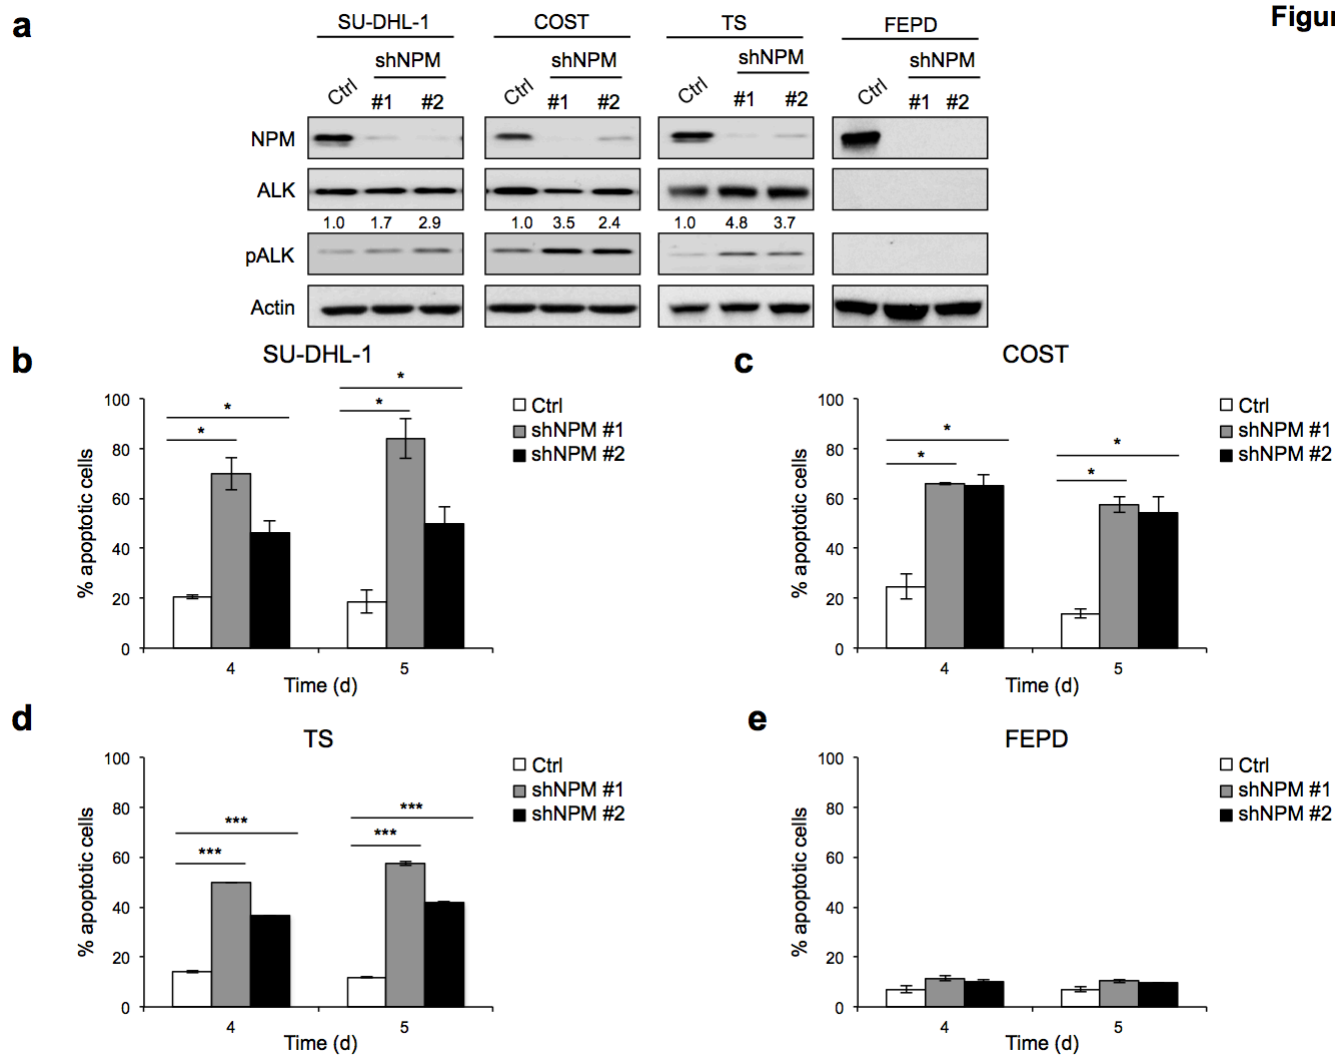 a
Figur
SU-DHL-1 COST TS FEPD
shNPM shNPM shNPM shNPM
Ctrl #1 #2 Ctrl #1 #2 Ctrl #1 #2 Ctrl #1 #2
NPM
ALK
1.0 1.7 2.9 1.0 3.5 2.4 1.0 4.8 3.7
pALK
Actin
b
SU-DHL-1
% apoptotic cells
100
80
60
40
20
0
* * * *
4 5
Time (d)
Ctrl
shNPM #1
shNPM #2
c
COST
% apoptotic cells
100
80
60
40
20
0
* * * *
4 5
Time (d)
Ctrl
shNPM #1
shNPM #2
d
TS
% apoptotic cells
100
80
60
40
20
0
*** *** *** ***
4 5
Time (d)
Ctrl
shNPM #1
shNPM #2
e
FEPD
% apoptotic cells
100
80
60
40
20
0
4 5
Time (d)
Ctrl
shNPM #1
shNPM #2